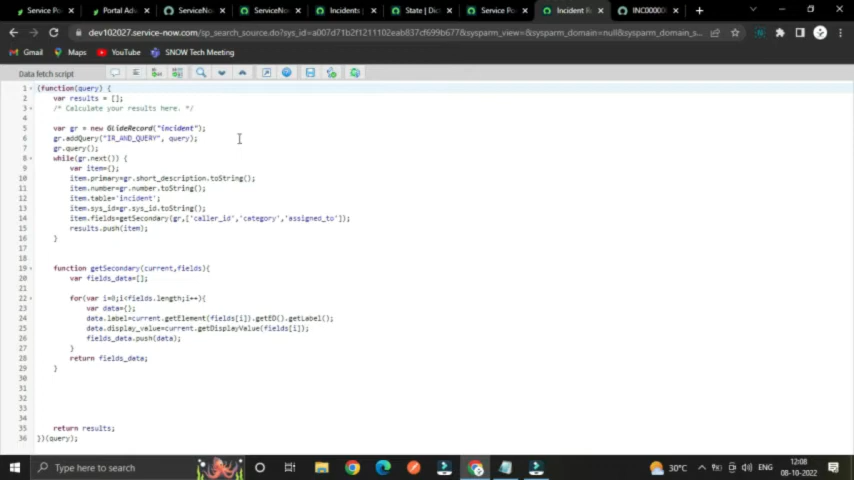 Service Po
Portal Adv
ServiceNo
ServiceN
Incidents |
State | Dic
Service Po
Incident R
INC00000
dev102027.service-now.com/sp_search_source.do?sys_id=a007d71b2f1211102eab837cf699b677&sysparm_view=&sysparm_domain=null&sysparm_domain_s...
Gmail
Maps
YouTube
SNOW Tech Meeting
Data fetch script
1 (function(query) {
2 var results = [];
3 /* Calculate your results here. */
4
5 var gr = new GlideRecord("incident");
6 gr.addQuery("IR_AND_QUERY", query);
7 gr.query();
8 while(gr.next()) {
9 var item={};
10 item.primary=gr.short_description.toString();
11 item.number=gr.number.toString();
12 item.table='incident';
13 item.sys_id=gr.sys_id.toString();
14 item.fields=getSecondary(gr,['caller_id','category','assigned_to']);
15 results.push(item);
16 }
17
18
19 function getSecondary(current,fields){
20 var fields_data=[];
21
22 for(var i=0;i<fields.length;i++){
23 var data={};
24 data.label=current.getElement(fields[i]).getED().getLabel();
25 data.display_value=current.getDisplayValue(fields[i]);
26 fields_data.push(data);
27 }
28 return fields_data;
29 }
30
31
32
33
34
35 return results;
36 })(query);
Type here to search
30°C
ENG
12:08
08-10-2022